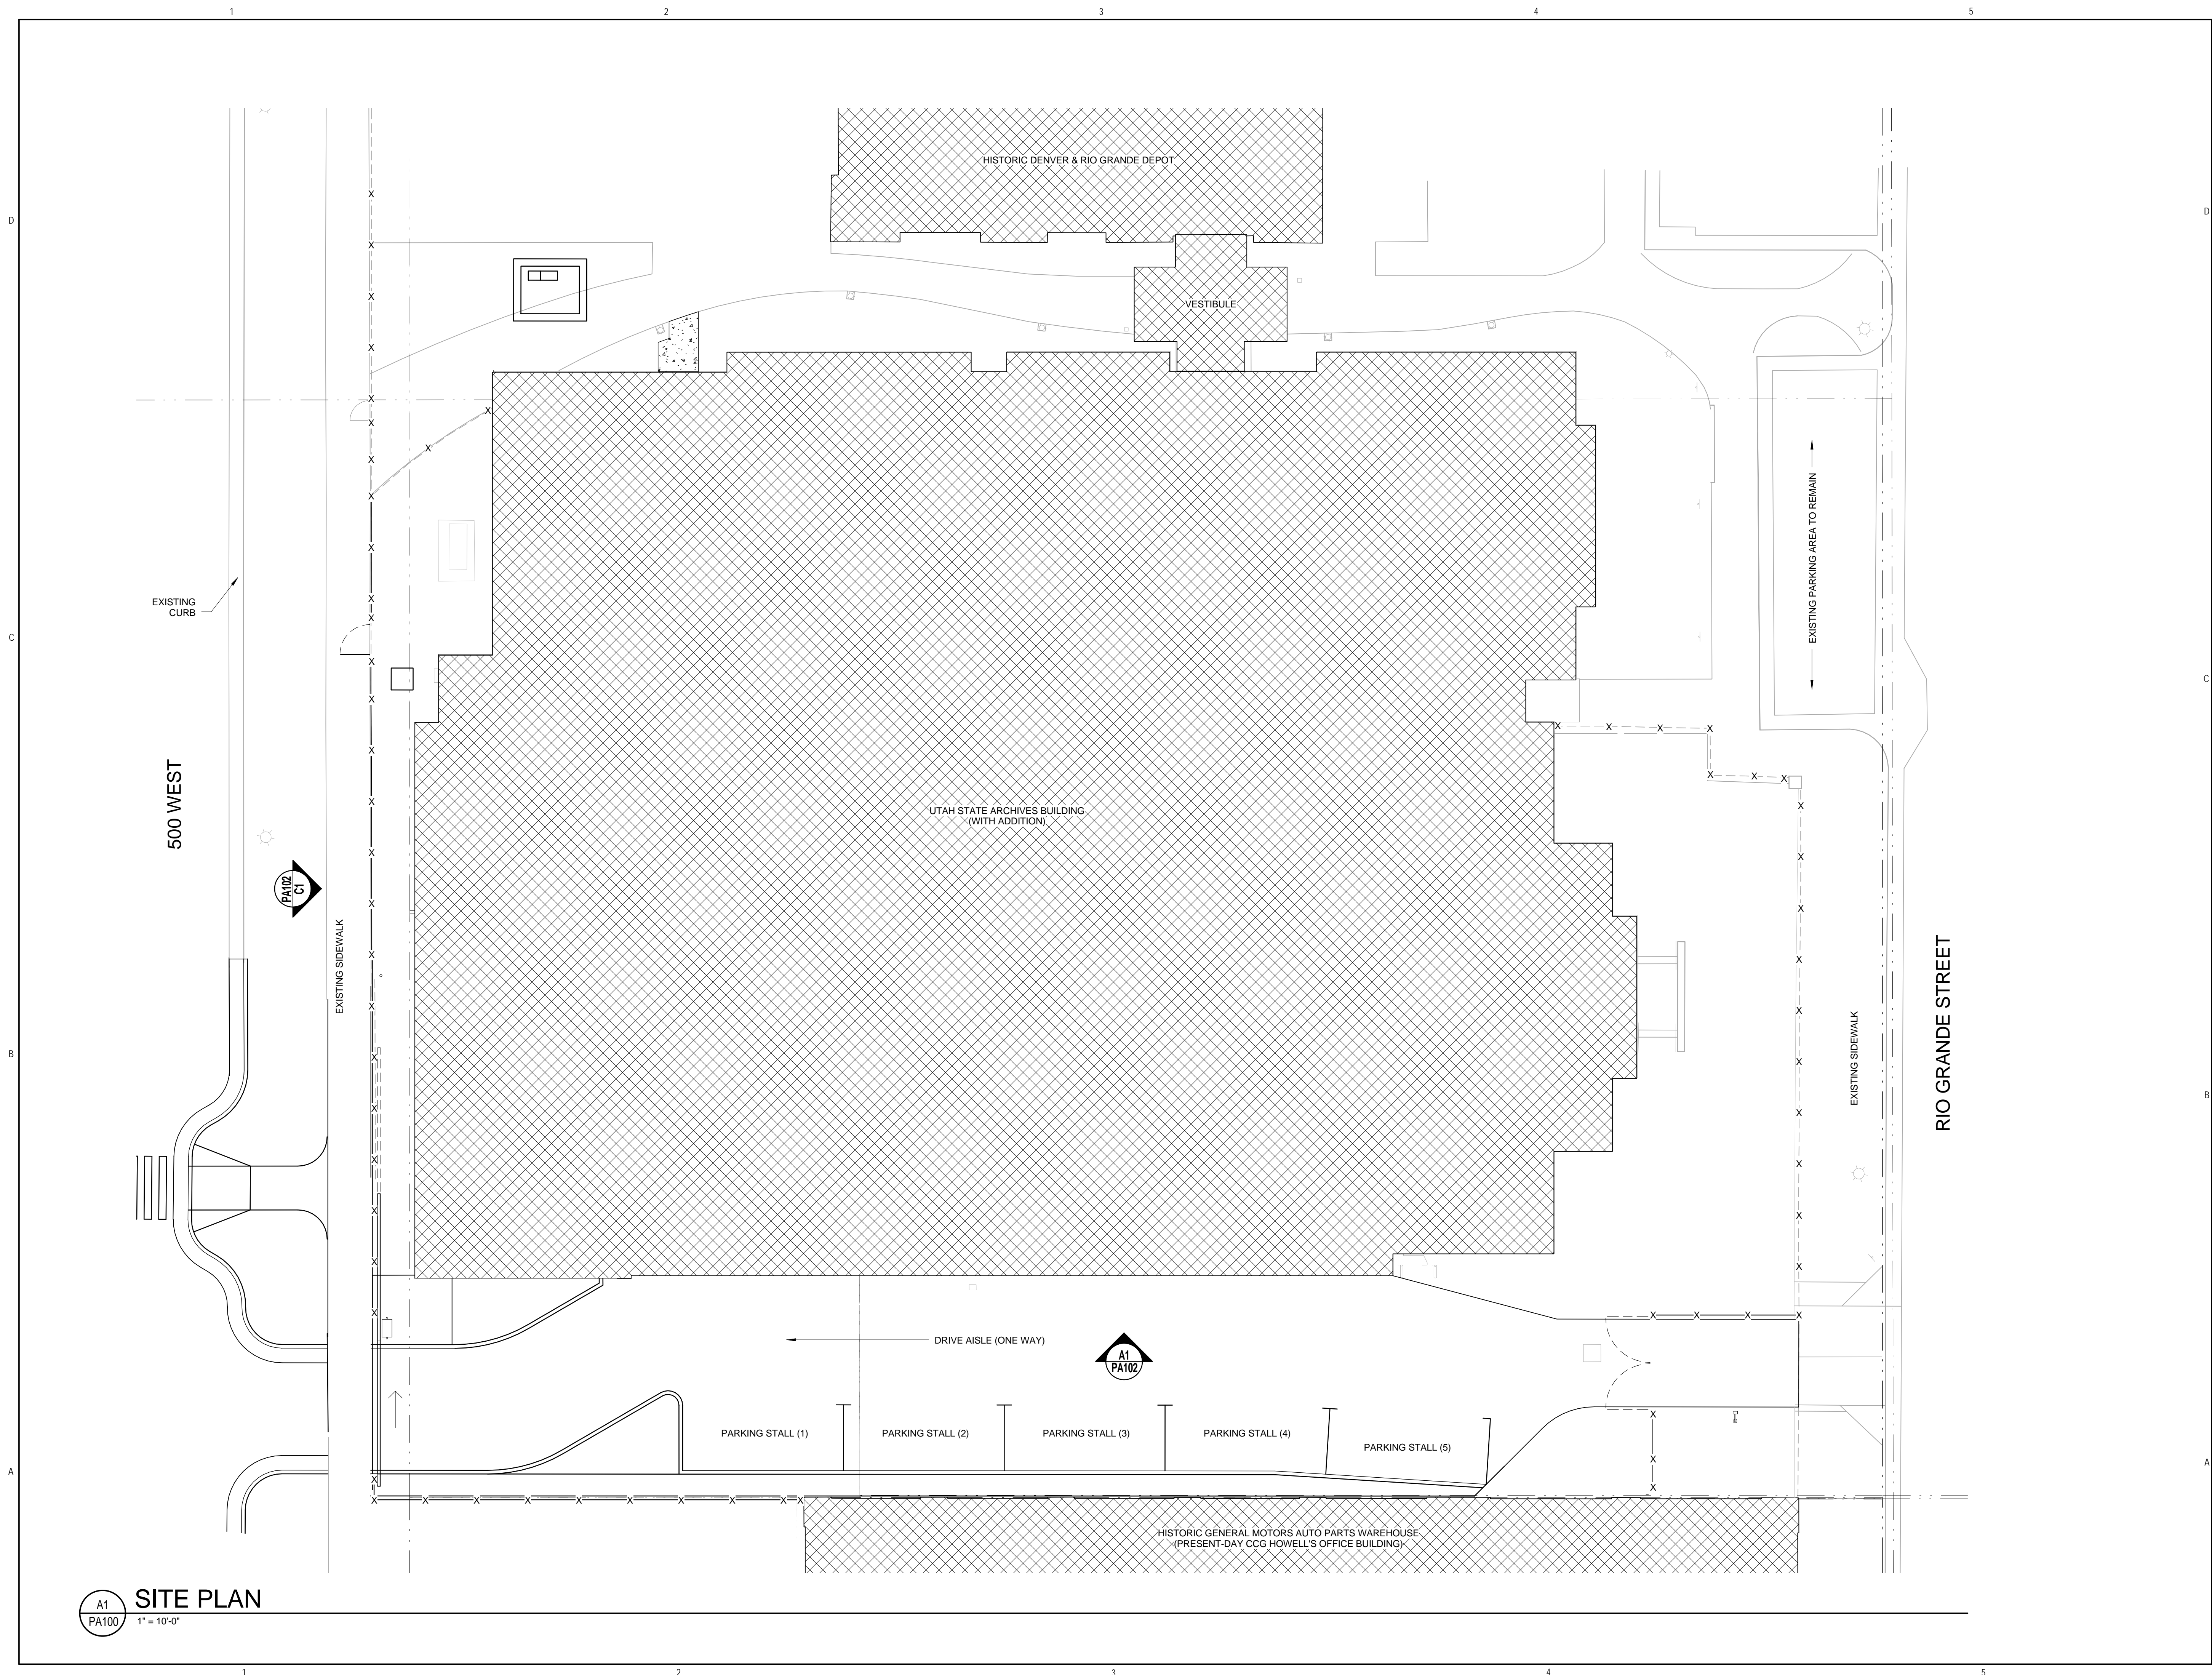 1 2 3 4 5
D D
HISTORIC DENVER & RIO GRANDE DEPOT
VESTIBULE
EXISTING PARKING AREA TO REMAIN
EXISTING
CURB
C C
500 WEST
UTAH STATE ARCHIVES BUILDING
(WITH ADDITION)
PA102
C1
EXISTING SIDEWALK
EXISTING SIDEWALK
RIO GRANDE STREET
B B
DRIVE AISLE (ONE WAY)
A1
PA102
PARKING STALL (1)
PARKING STALL (2)
PARKING STALL (3)
PARKING STALL (4)
PARKING STALL (5)
A A
HISTORIC GENERAL MOTORS AUTO PARTS WAREHOUSE
(PRESENT-DAY CCG HOWELL'S OFFICE BUILDING)
A1
PA100
SITE PLAN
1" = 10'-0"
1 2 3 4 5